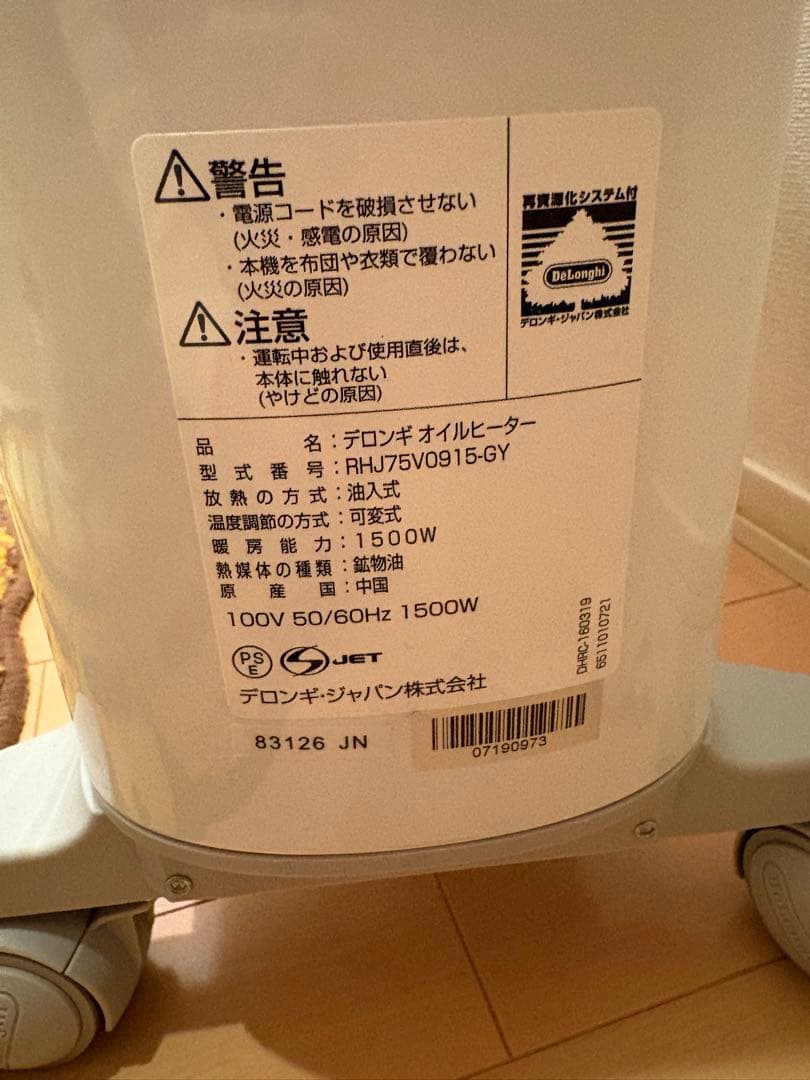 警告
・電源コードを破損させない
(火災・感電の原因)
・本機を布団や衣類で覆わない
(火災の原因)
注意
・運転中および使用直後は、
本体に触れない
(やけどの原因)
再資源化システム付
DeLonghi
デロンギ・ジャパン株式会社
品名：デロンギ オイルヒーター
型式番号：RHJ75V0915-GY
放熱の方式：油入式
温度調節の方式：可変式
暖房能力：1500W
熱媒体の種類：鉱物油
原産国：中国
100V 50/60Hz 1500W
PS
E
JET
デロンギ・ジャパン株式会社
DHRC-160319
6511010721
83126 JN
07190973